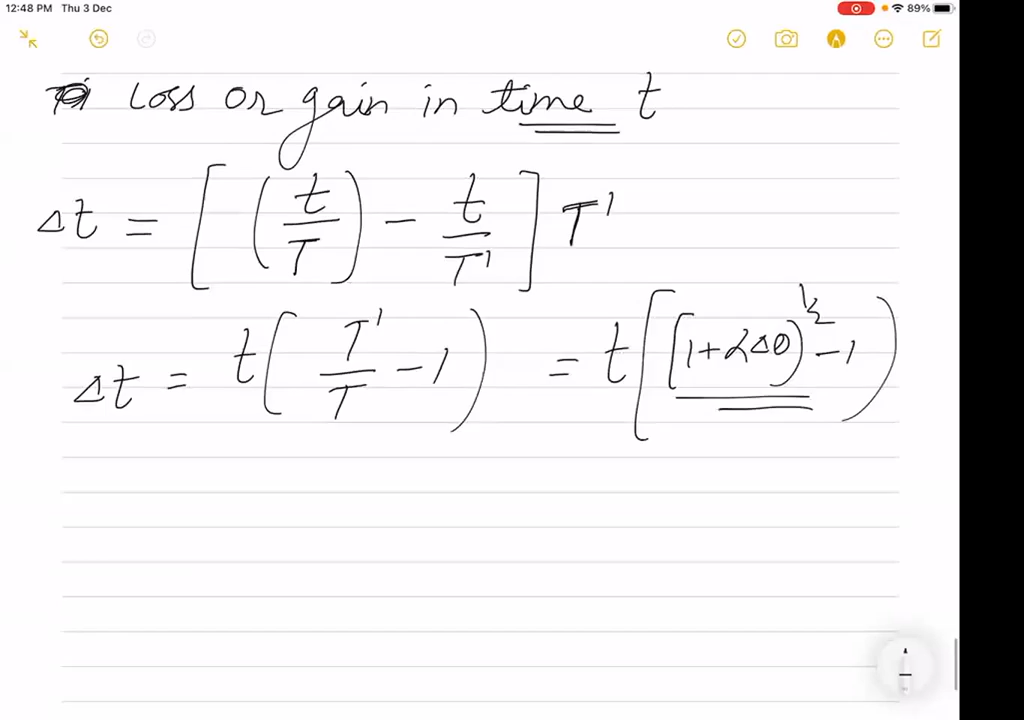 12:48 PM Thu 3 Dec 89%
Loss or gain in time t
Δt = [ (t/T) - t/T' ] T'
Δt = t( T'/T - 1 ) = t[ (1+αΔθ)^½ - 1 )